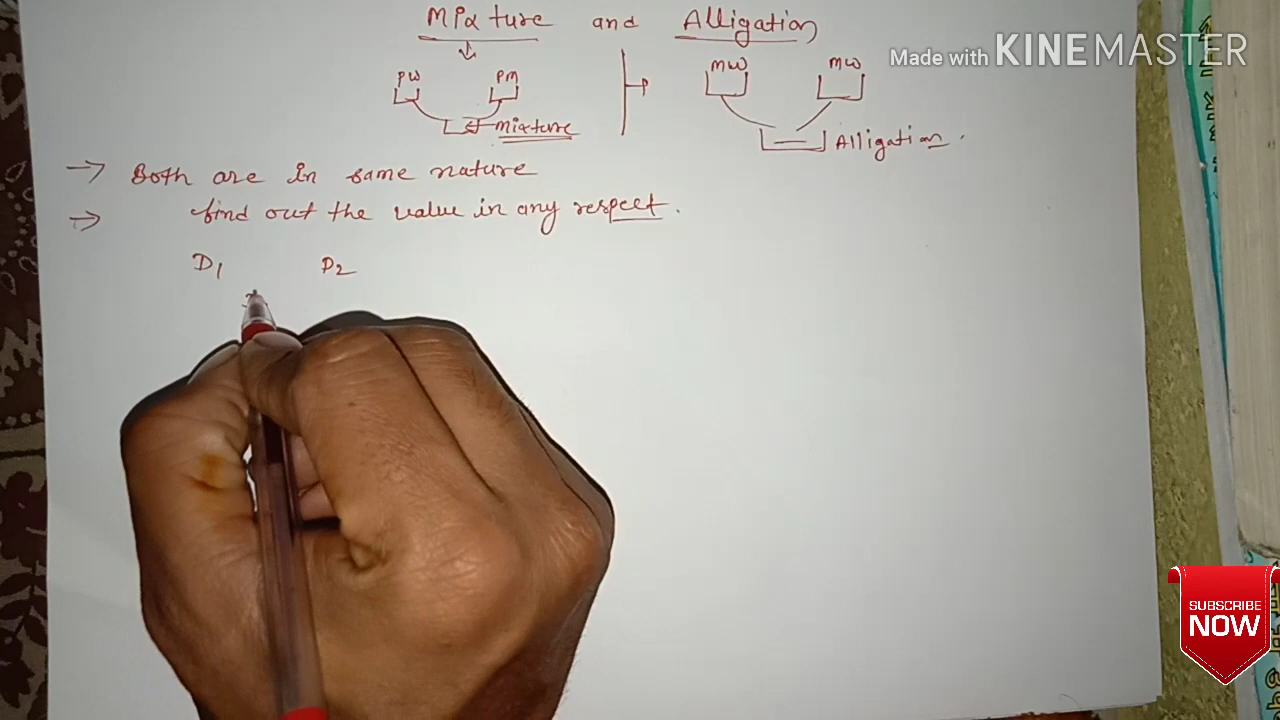 Mixture and Alligation
Made with KINEMASTER
PW PM MW MW
Mixture
Alligation.
→ Both are in same nature
→ find out the value in any respect.
D1 D2
SUBSCRIBE
NOW